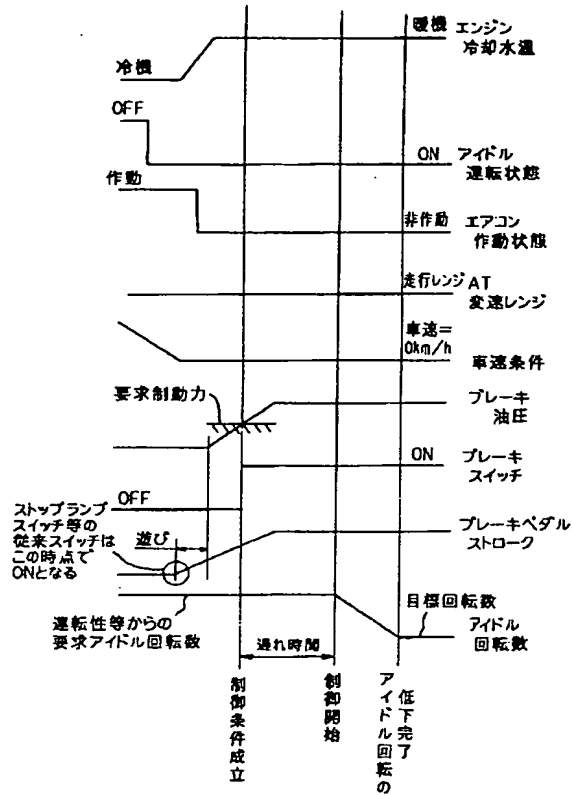 暖機 エンジン
冷却水温
冷機
OFF
ON アイドル
運転状態
作動
非作動 エアコン
作動状態
走行レンジ AT
変速レンジ
車速=
0km/h
車速条件
要求制動力
ブレーキ
油圧
ON ブレーキ
スイッチ
OFF
ストップランプ
スイッチ等の
従来スイッチは
この時点で
ONとなる
遊び
ブレーキペダル
ストローク
目標回転数
運転性等からの
要求アイドル回転数
アイドル
回転数
遅れ時間
制御条件成立
制御開始
アイドル回転の
低下完了